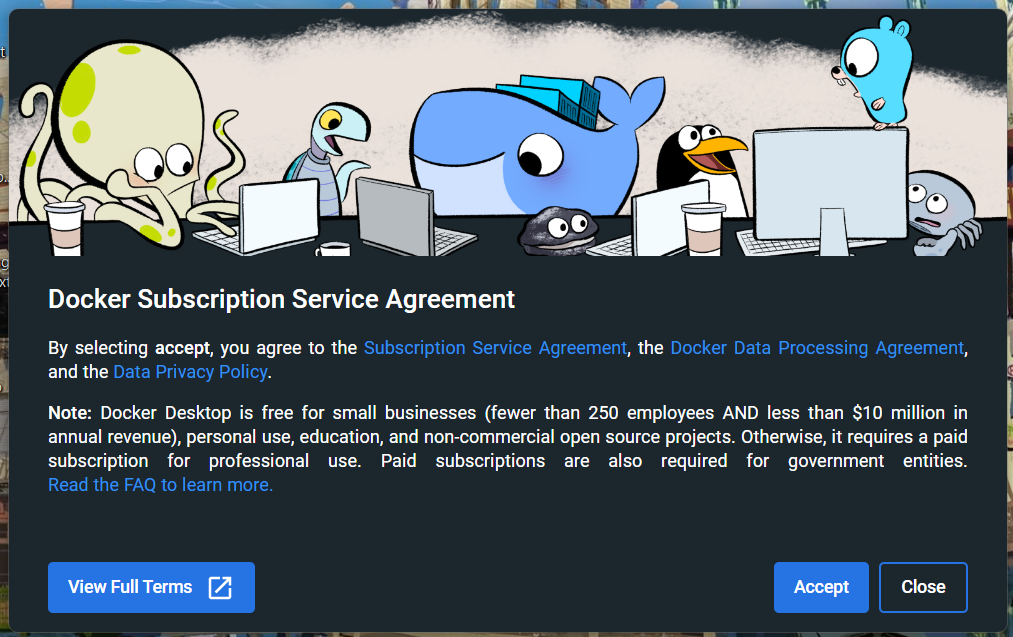 Docker Subscription Service Agreement
By selecting accept, you agree to the Subscription Service Agreement, the Docker Data Processing Agreement,
and the Data Privacy Policy.
Note: Docker Desktop is free for small businesses (fewer than 250 employees AND less than $10 million in
annual revenue), personal use, education, and non-commercial open source projects. Otherwise, it requires a paid
subscription for professional use. Paid subscriptions are also required for government entities.
Read the FAQ to learn more.
View Full Terms
Accept
Close